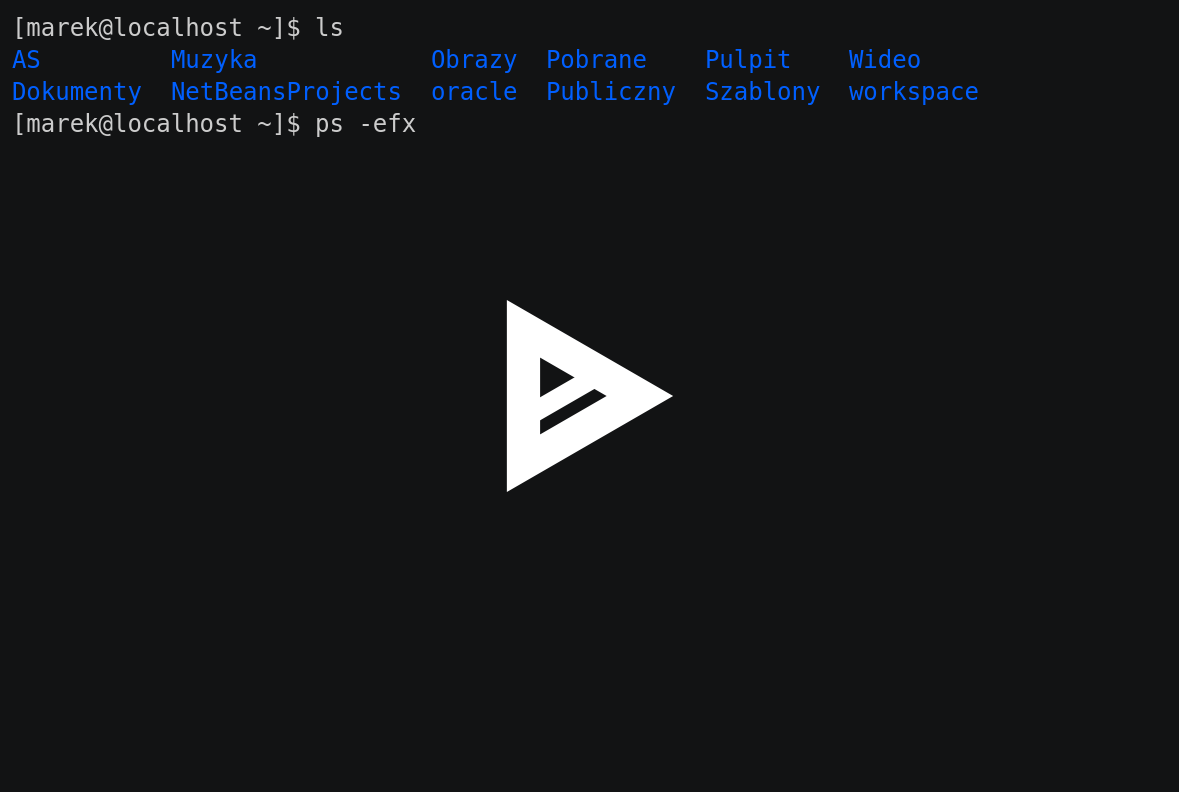 [marek@localhost ~]$ ls
AS Muzyka Obrazy Pobrane Pulpit Wideo
Dokumenty NetBeansProjects oracle Publiczny Szablony workspace
[marek@localhost ~]$ ps -efx